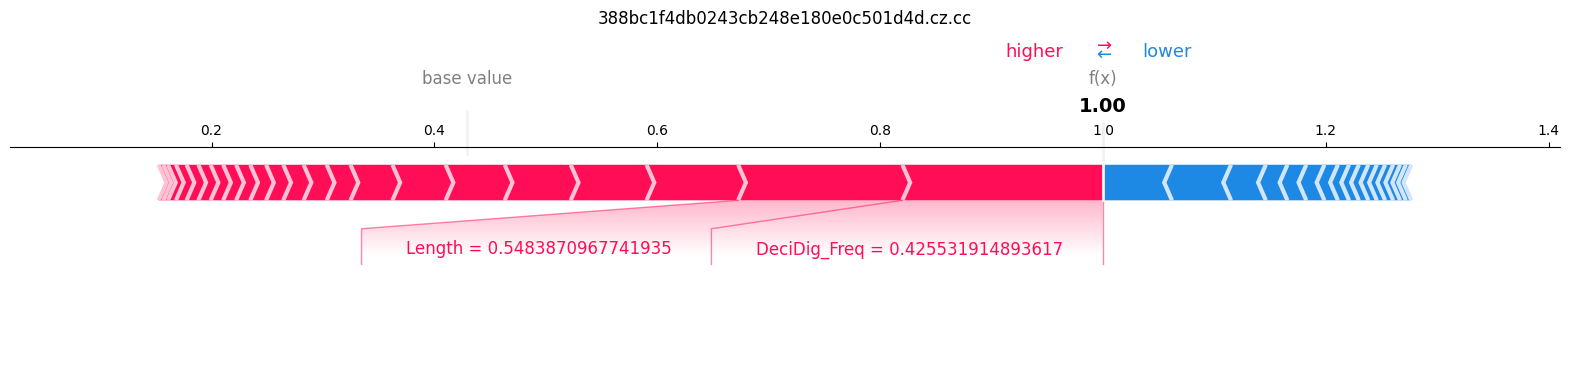 388bc1f4db0243cb248e180e0c501d4d.cz.cc
higher ⇄ lower
base value f(x)
1.00
0.2 0.4 0.6 0.8 1.0 1.2 1.4
Length = 0.5483870967741935 DeciDig_Freq = 0.425531914893617